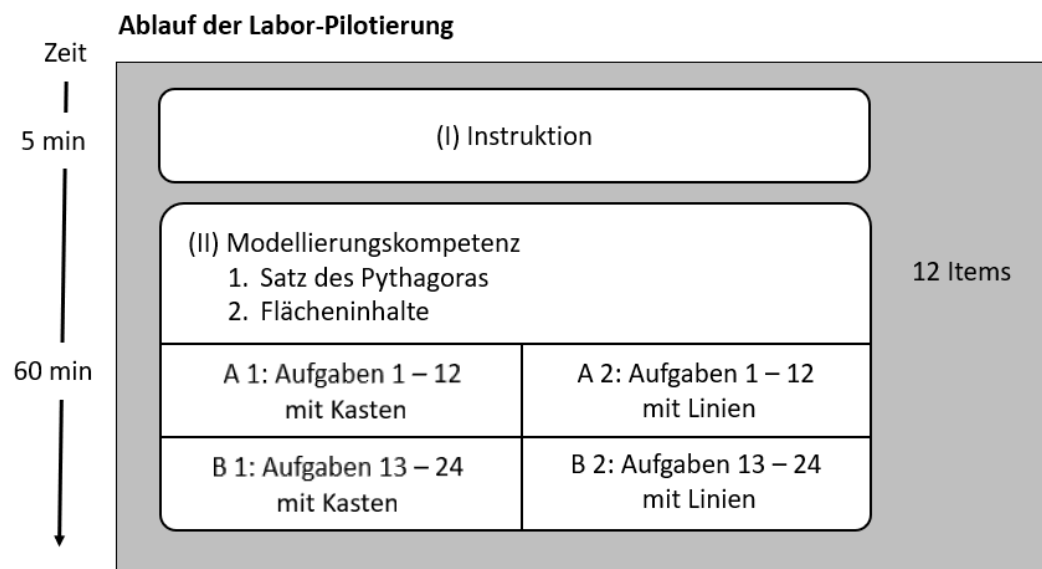 Ablauf der Labor-Pilotierung
Zeit
5 min
(I) Instruktion
(II) Modellierungskompetenz
1. Satz des Pythagoras
2. Flächeninhalte
12 Items
60 min
A 1: Aufgaben 1 – 12
mit Kasten
A 2: Aufgaben 1 – 12
mit Linien
B 1: Aufgaben 13 – 24
mit Kasten
B 2: Aufgaben 13 – 24
mit Linien